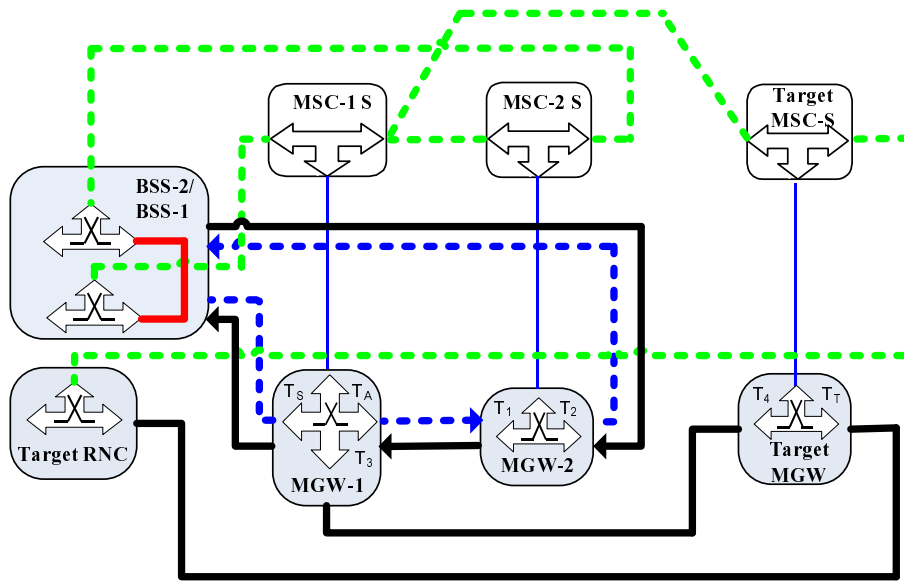 MSC-1 S
MSC-2 S
Target
MSC-S
BSS-2/
BSS-1
Target RNC
TS
TA
T3
MGW-1
T1
T2
MGW-2
T4
TT
Target
MGW